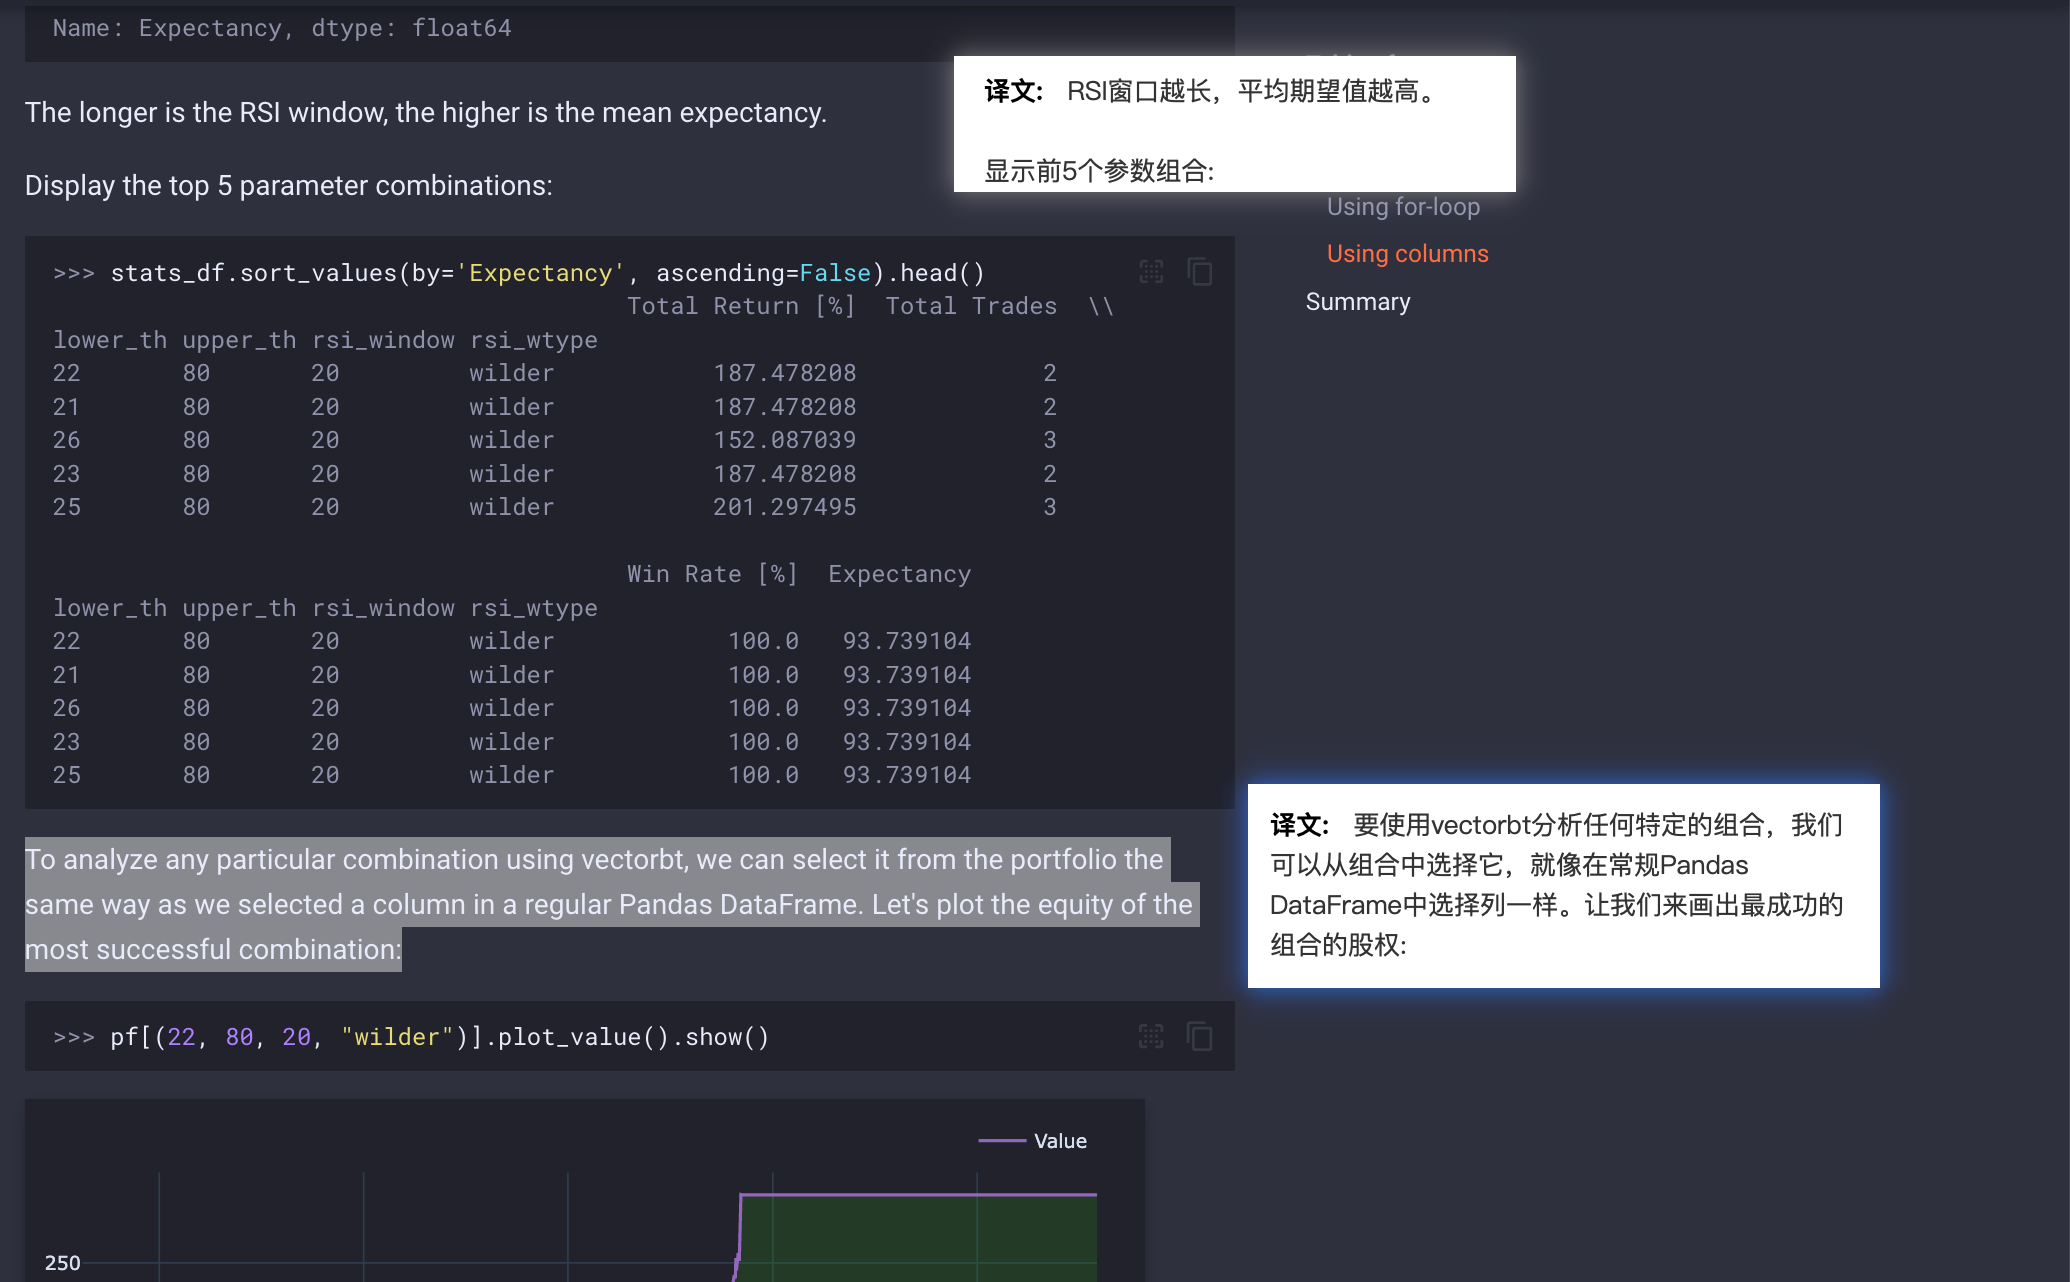 Name: Expectancy, dtype: float64
The longer is the RSI window, the higher is the mean expectancy.
Display the top 5 parameter combinations:
译文: RSI窗口越长，平均期望值越高。
显示前5个参数组合:
Using for-loop
Using columns
Summary
>>> stats_df.sort_values(by='Expectancy', ascending=False).head()
Total Return [%]  Total Trades  \\
lower_th upper_th rsi_window rsi_wtype
22 80 20 wilder 187.478208 2
21 80 20 wilder 187.478208 2
26 80 20 wilder 152.087039 3
23 80 20 wilder 187.478208 2
25 80 20 wilder 201.297495 3
Win Rate [%]  Expectancy
lower_th upper_th rsi_window rsi_wtype
22 80 20 wilder 100.0 93.739104
21 80 20 wilder 100.0 93.739104
26 80 20 wilder 100.0 93.739104
23 80 20 wilder 100.0 93.739104
25 80 20 wilder 100.0 93.739104
To analyze any particular combination using vectorbt, we can select it from the portfolio the
same way as we selected a column in a regular Pandas DataFrame. Let's plot the equity of the
most successful combination:
译文: 要使用vectorbt分析任何特定的组合，我们
可以从组合中选择它，就像在常规Pandas
DataFrame中选择列一样。让我们来画出最成功的
组合的股权:
>>> pf[(22, 80, 20, "wilder")].plot_value().show()
Value
250